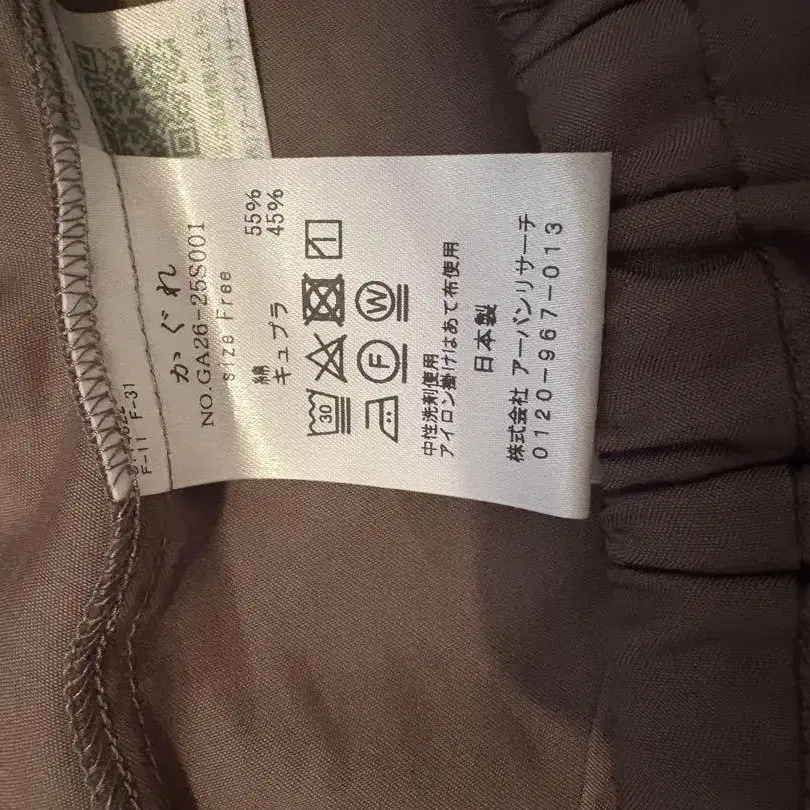 かぐれ
NO.GA26-25S001
size Free
綿 55%
キュプラ 45%
30
F
W
中性洗剤使用
アイロン掛けはあて布使用
日本製
株式会社 アーバンリサーチ
0120-967-013
F-11 F-31